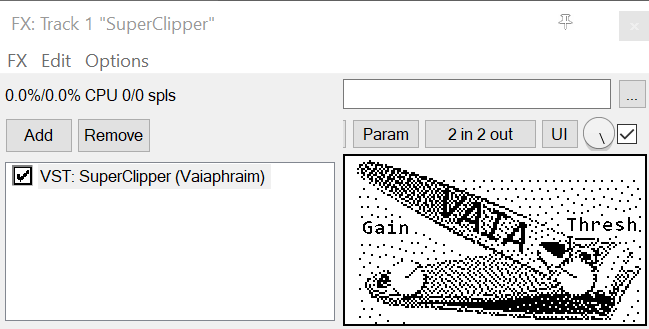 FX: Track 1 "SuperClipper"
FX Edit Options
0.0%/0.0% CPU 0/0 spls
...
Add Remove Param 2 in 2 out UI
VST: SuperClipper (Vaiaphraim)
VAIA
Gain Thresh